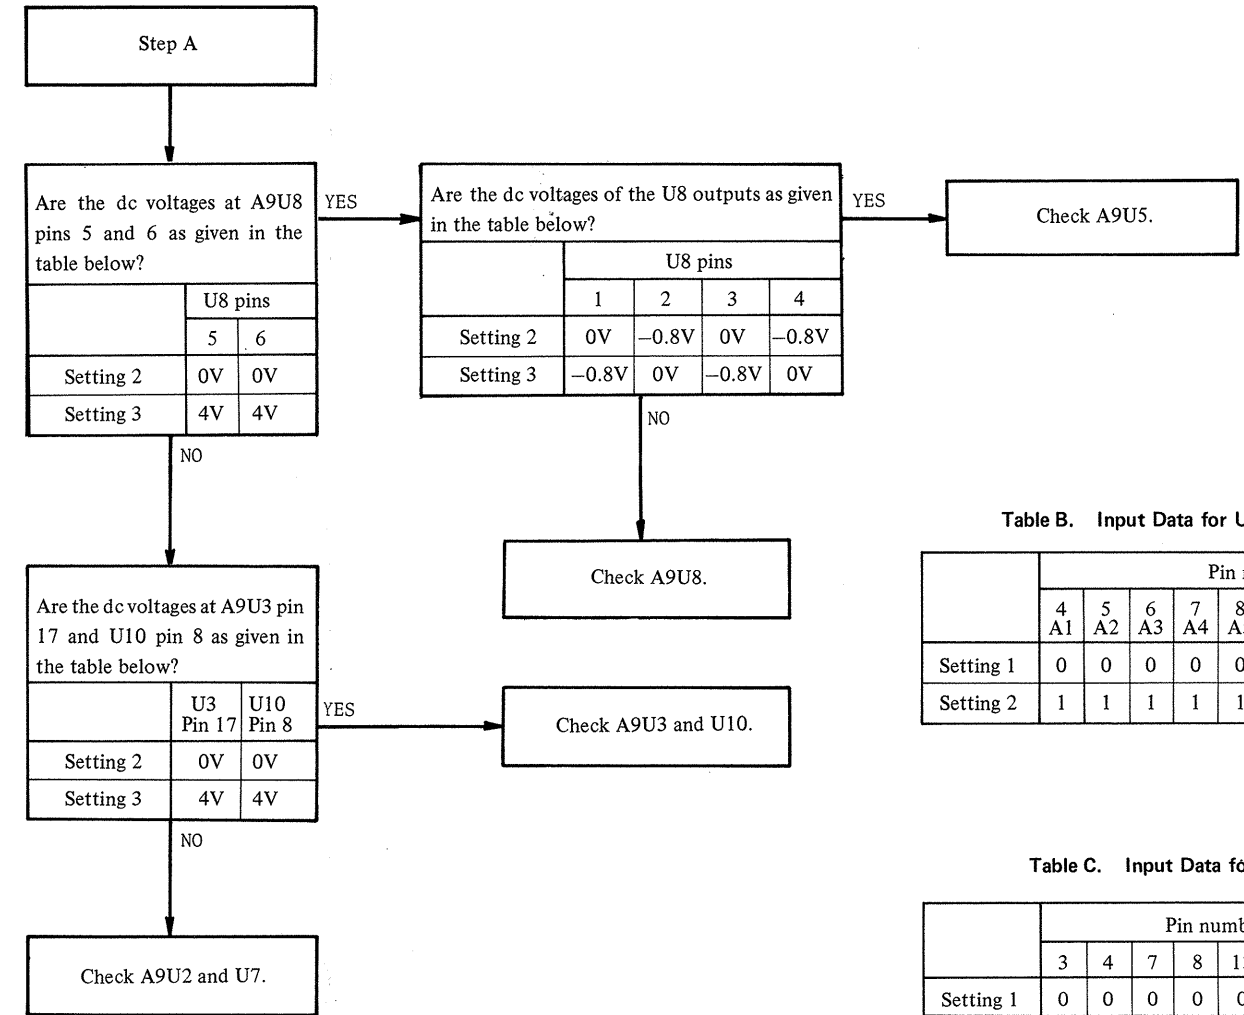 Step A
Are the dc voltages at A9U8
pins 5 and 6 as given in the
table below?
U8 pins
5 6
Setting 2 0V 0V
Setting 3 4V 4V
YES
NO
Are the dc voltages of the U8 outputs as given
in the table below?
U8 pins
1 2 3 4
Setting 2 0V −0.8V 0V −0.8V
Setting 3 −0.8V 0V −0.8V 0V
YES
Check A9U5.
NO
Check A9U8.
Are the dc voltages at A9U3 pin
17 and U10 pin 8 as given in
the table below?
U3 U10
Pin 17 Pin 8
Setting 2 0V 0V
Setting 3 4V 4V
YES
Check A9U3 and U10.
NO
Check A9U2 and U7.
Table B. Input Data for U
Pin
4 5 6 7 8
A1 A2 A3 A4 A
Setting 1 0 0 0 0 0
Setting 2 1 1 1 1 1
Table C. Input Data fo
Pin numb
3 4 7 8 1
Setting 1 0 0 0 0 0